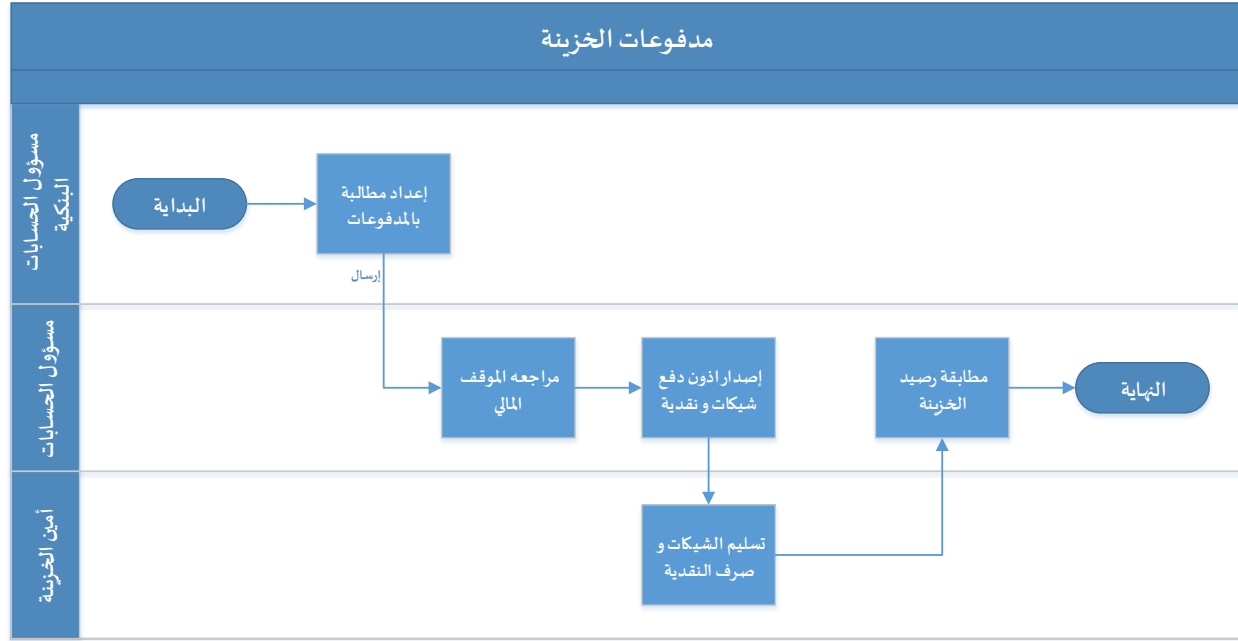 مدفوعات الخزينة
مسؤول الحسابات
البنكية
البداية
إعداد مطالبة
بالمدفوعات
إرسال
مسؤول الحسابات
مراجعه الموقف
المالي
إصدار اذون دفع
شيكات و نقدية
مطابقة رصيد
الخزينة
النهاية
أمين الخزينة
تسليم الشيكات و
صرف النقدية